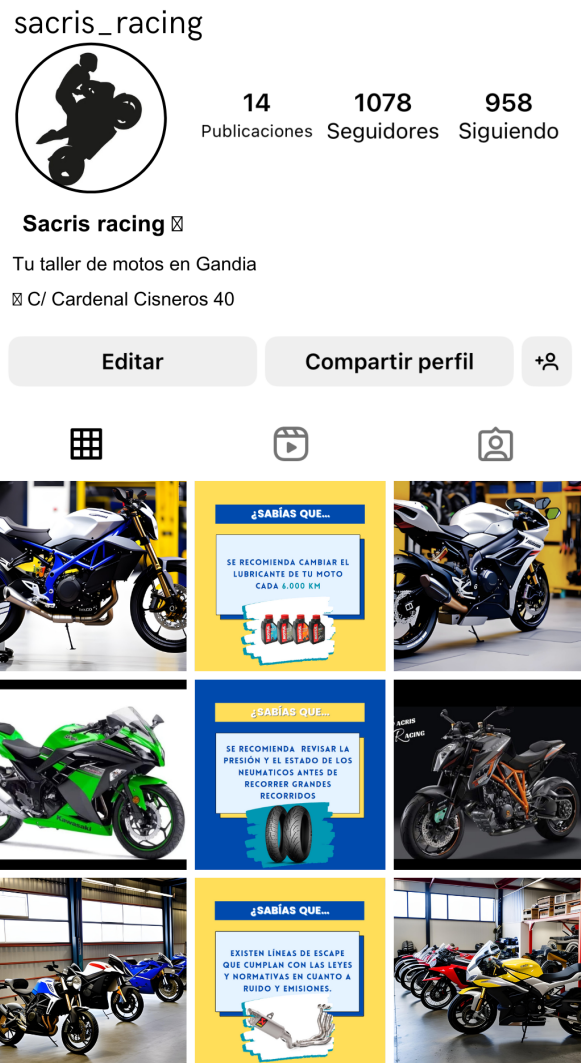 sacris_racing
14
1078
958
Publicaciones
Seguidores
Siguiendo
Sacris racing
Tu taller de motos en Gandia
C/ Cardenal Cisneros 40
Editar
Compartir perfil
¿SABÍAS QUE...
SE RECOMIENDA CAMBIAR EL
LUBRICANTE DE TU MOTO
CADA 6.000 KM
Kawasaki
¿SABÍAS QUE...
SE RECOMIENDA REVISAR LA
PRESIÓN Y EL ESTADO DE LOS
NEUMATICOS ANTES DE
RECORRER GRANDES
RECORRIDOS
ACRIS
RACING
¿SABÍAS QUE...
EXISTEN LÍNEAS DE ESCAPE
QUE CUMPLAN CON LAS LEYES
Y NORMATIVAS EN CUANTO A
RUIDO Y EMISIONES.